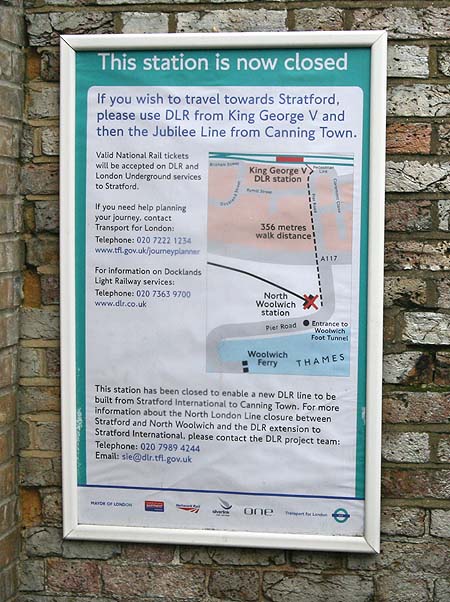 This station is now closed
If you wish to travel towards Stratford,
please use DLR from King George V and
then the Jubilee Line from Canning Town.
Valid National Rail tickets
will be accepted on DLR and
London Underground services
to Stratford.
If you need help planning
your journey, contact
Transport for London:
Telephone: 020 7222 1234
www.tfl.gov.uk/journeyplanner
For information on Docklands
Light Railway services:
Telephone: 020 7363 9700
www.dlr.co.uk
King George V
DLR station
356 metres
walk distance
A117
North
Woolwich
station
Pier Road
Entrance to
Woolwich
Foot Tunnel
Woolwich
Ferry
THAMES
This station has been closed to enable a new DLR line to be
built from Stratford International to Canning Town. For more
information about the North London Line closure between
Stratford and North Woolwich and the DLR extension to
Stratford International, please contact the DLR project team:
Telephone: 020 7989 4244
Email: sie@dlr.tfl.gov.uk
MAYOR OF LONDON
Network Rail
silverlink
one
Transport for London